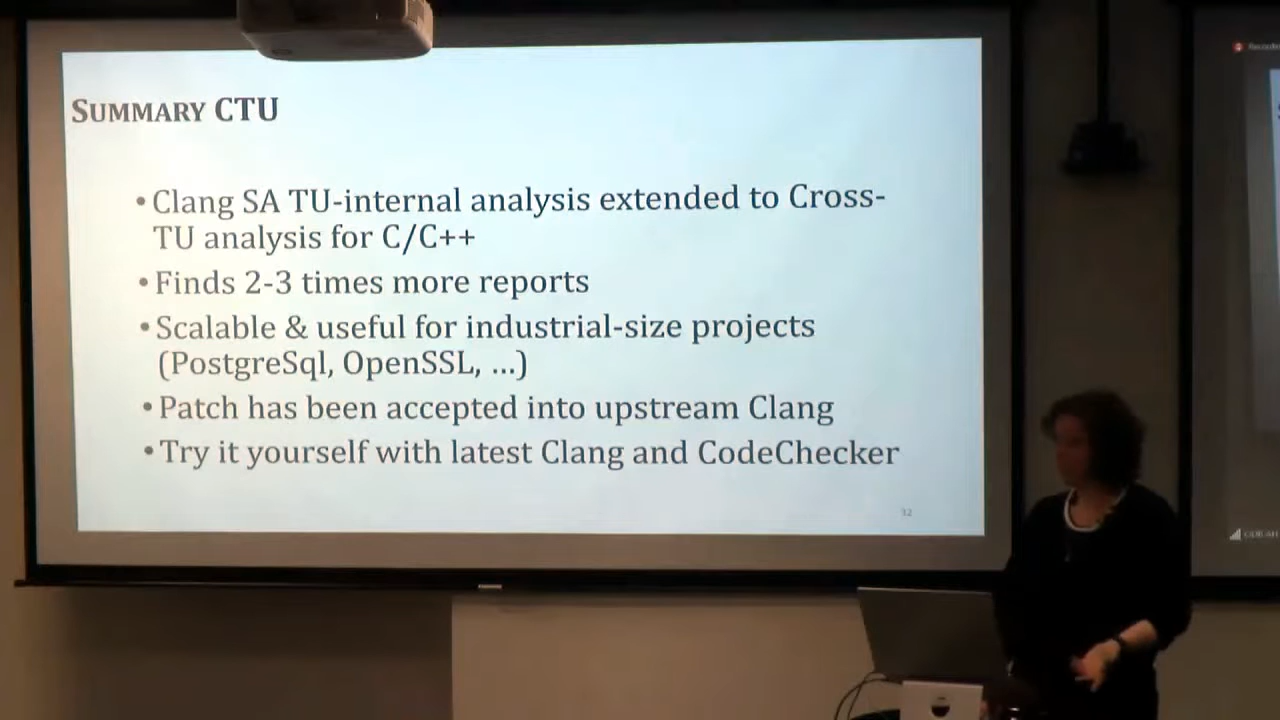 SUMMARY CTU
• Clang SA TU-internal analysis extended to Cross-
TU analysis for C/C++
• Finds 2-3 times more reports
• Scalable & useful for industrial-size projects
(PostgreSql, OpenSSL, ...)
• Patch has been accepted into upstream Clang
• Try it yourself with latest Clang and CodeChecker
32